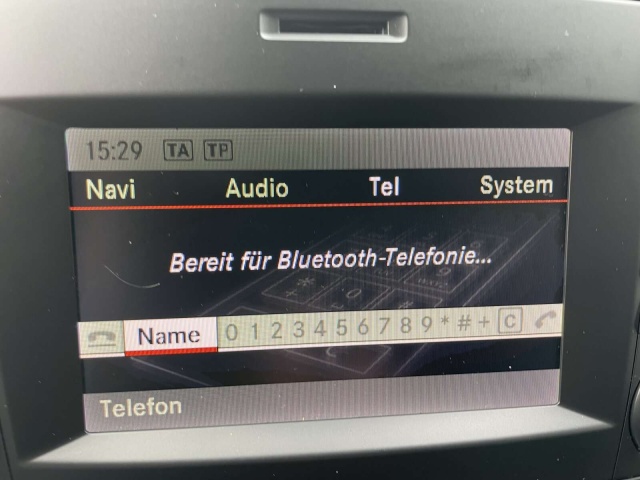 15:29 TA TP
Navi Audio Tel System
Bereit für Bluetooth-Telefonie...
Name 0 1 2 3 4 5 6 7 8 9 * # + C
Telefon